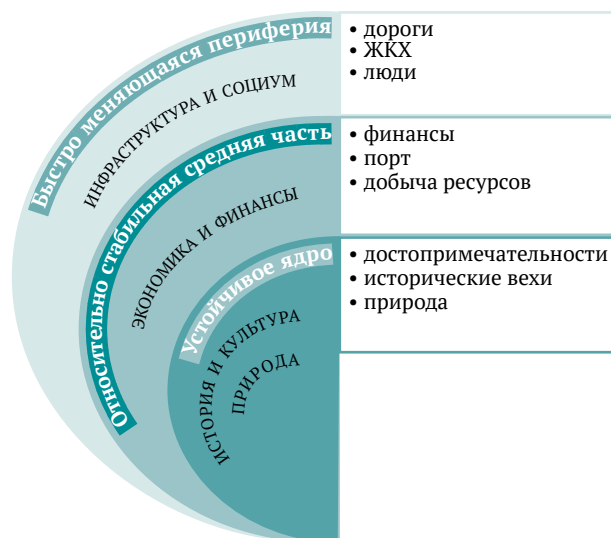 Быстро меняющаяся периферия
ИНФРАСТРУКТУРА И СОЦИУМ
• дороги
• ЖКХ
• люди
Относительно стабильная средняя часть
ЭКОНОМИКА И ФИНАНСЫ
• финансы
• порт
• добыча ресурсов
Устойчивое ядро
ИСТОРИЯ И КУЛЬТУРА
ПРИРОДА
• достопримечательности
• исторические вехи
• природа